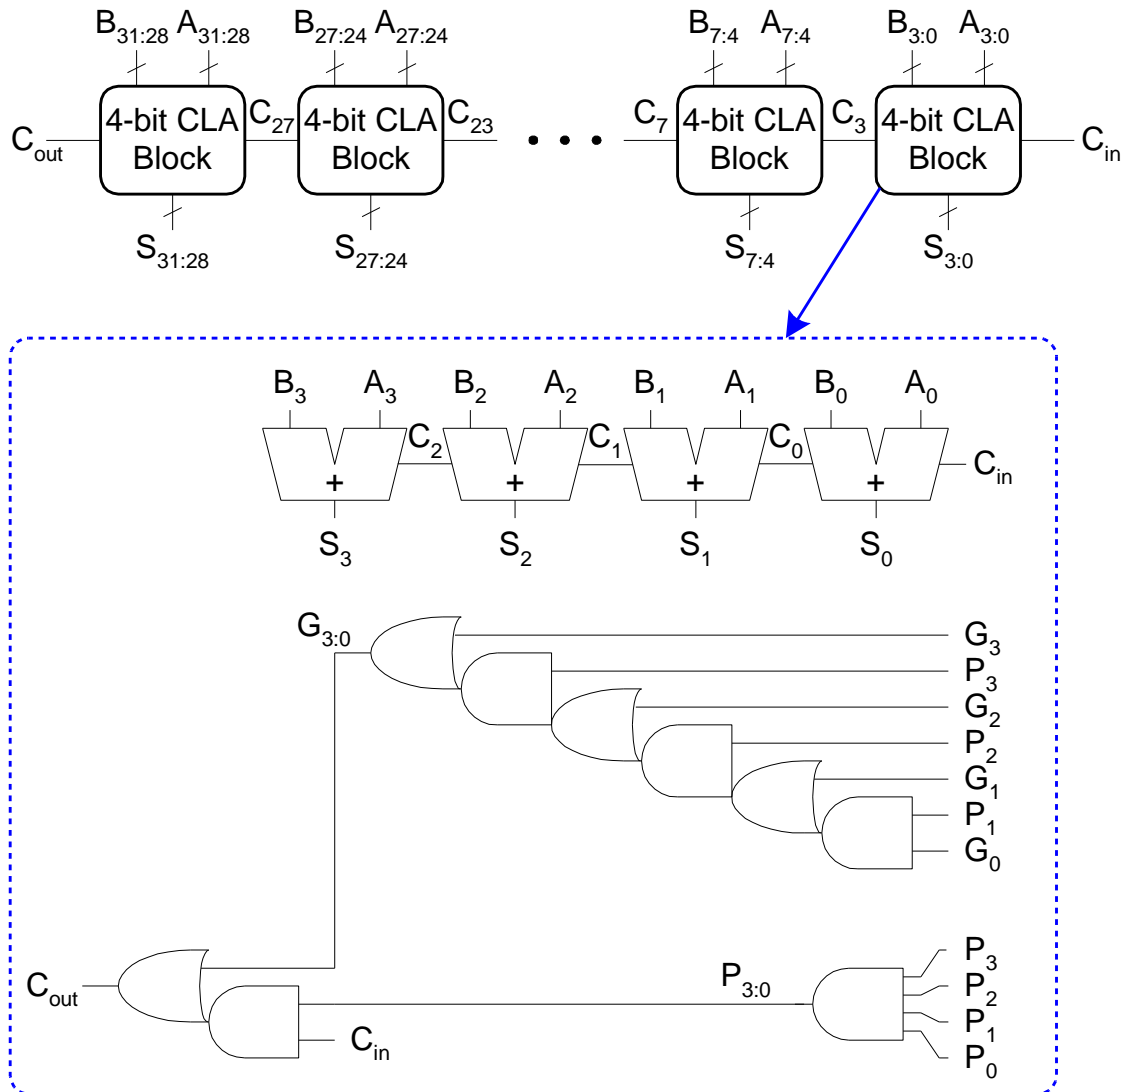 B31:28 A31:28 B27:24 A27:24 B7:4 A7:4 B3:0 A3:0
Cout 4-bit CLA Block C27 4-bit CLA Block C23 • • • C7 4-bit CLA Block C3 4-bit CLA Block Cin
S31:28 S27:24 S7:4 S3:0
B3 A3 B2 A2 B1 A1 B0 A0
C2 C1 C0 Cin
+ + + +
S3 S2 S1 S0
G3:0 G3
P3
G2
P2
G1
P1
G0
P3
Cout P3:0 P2
P1
Cin P0